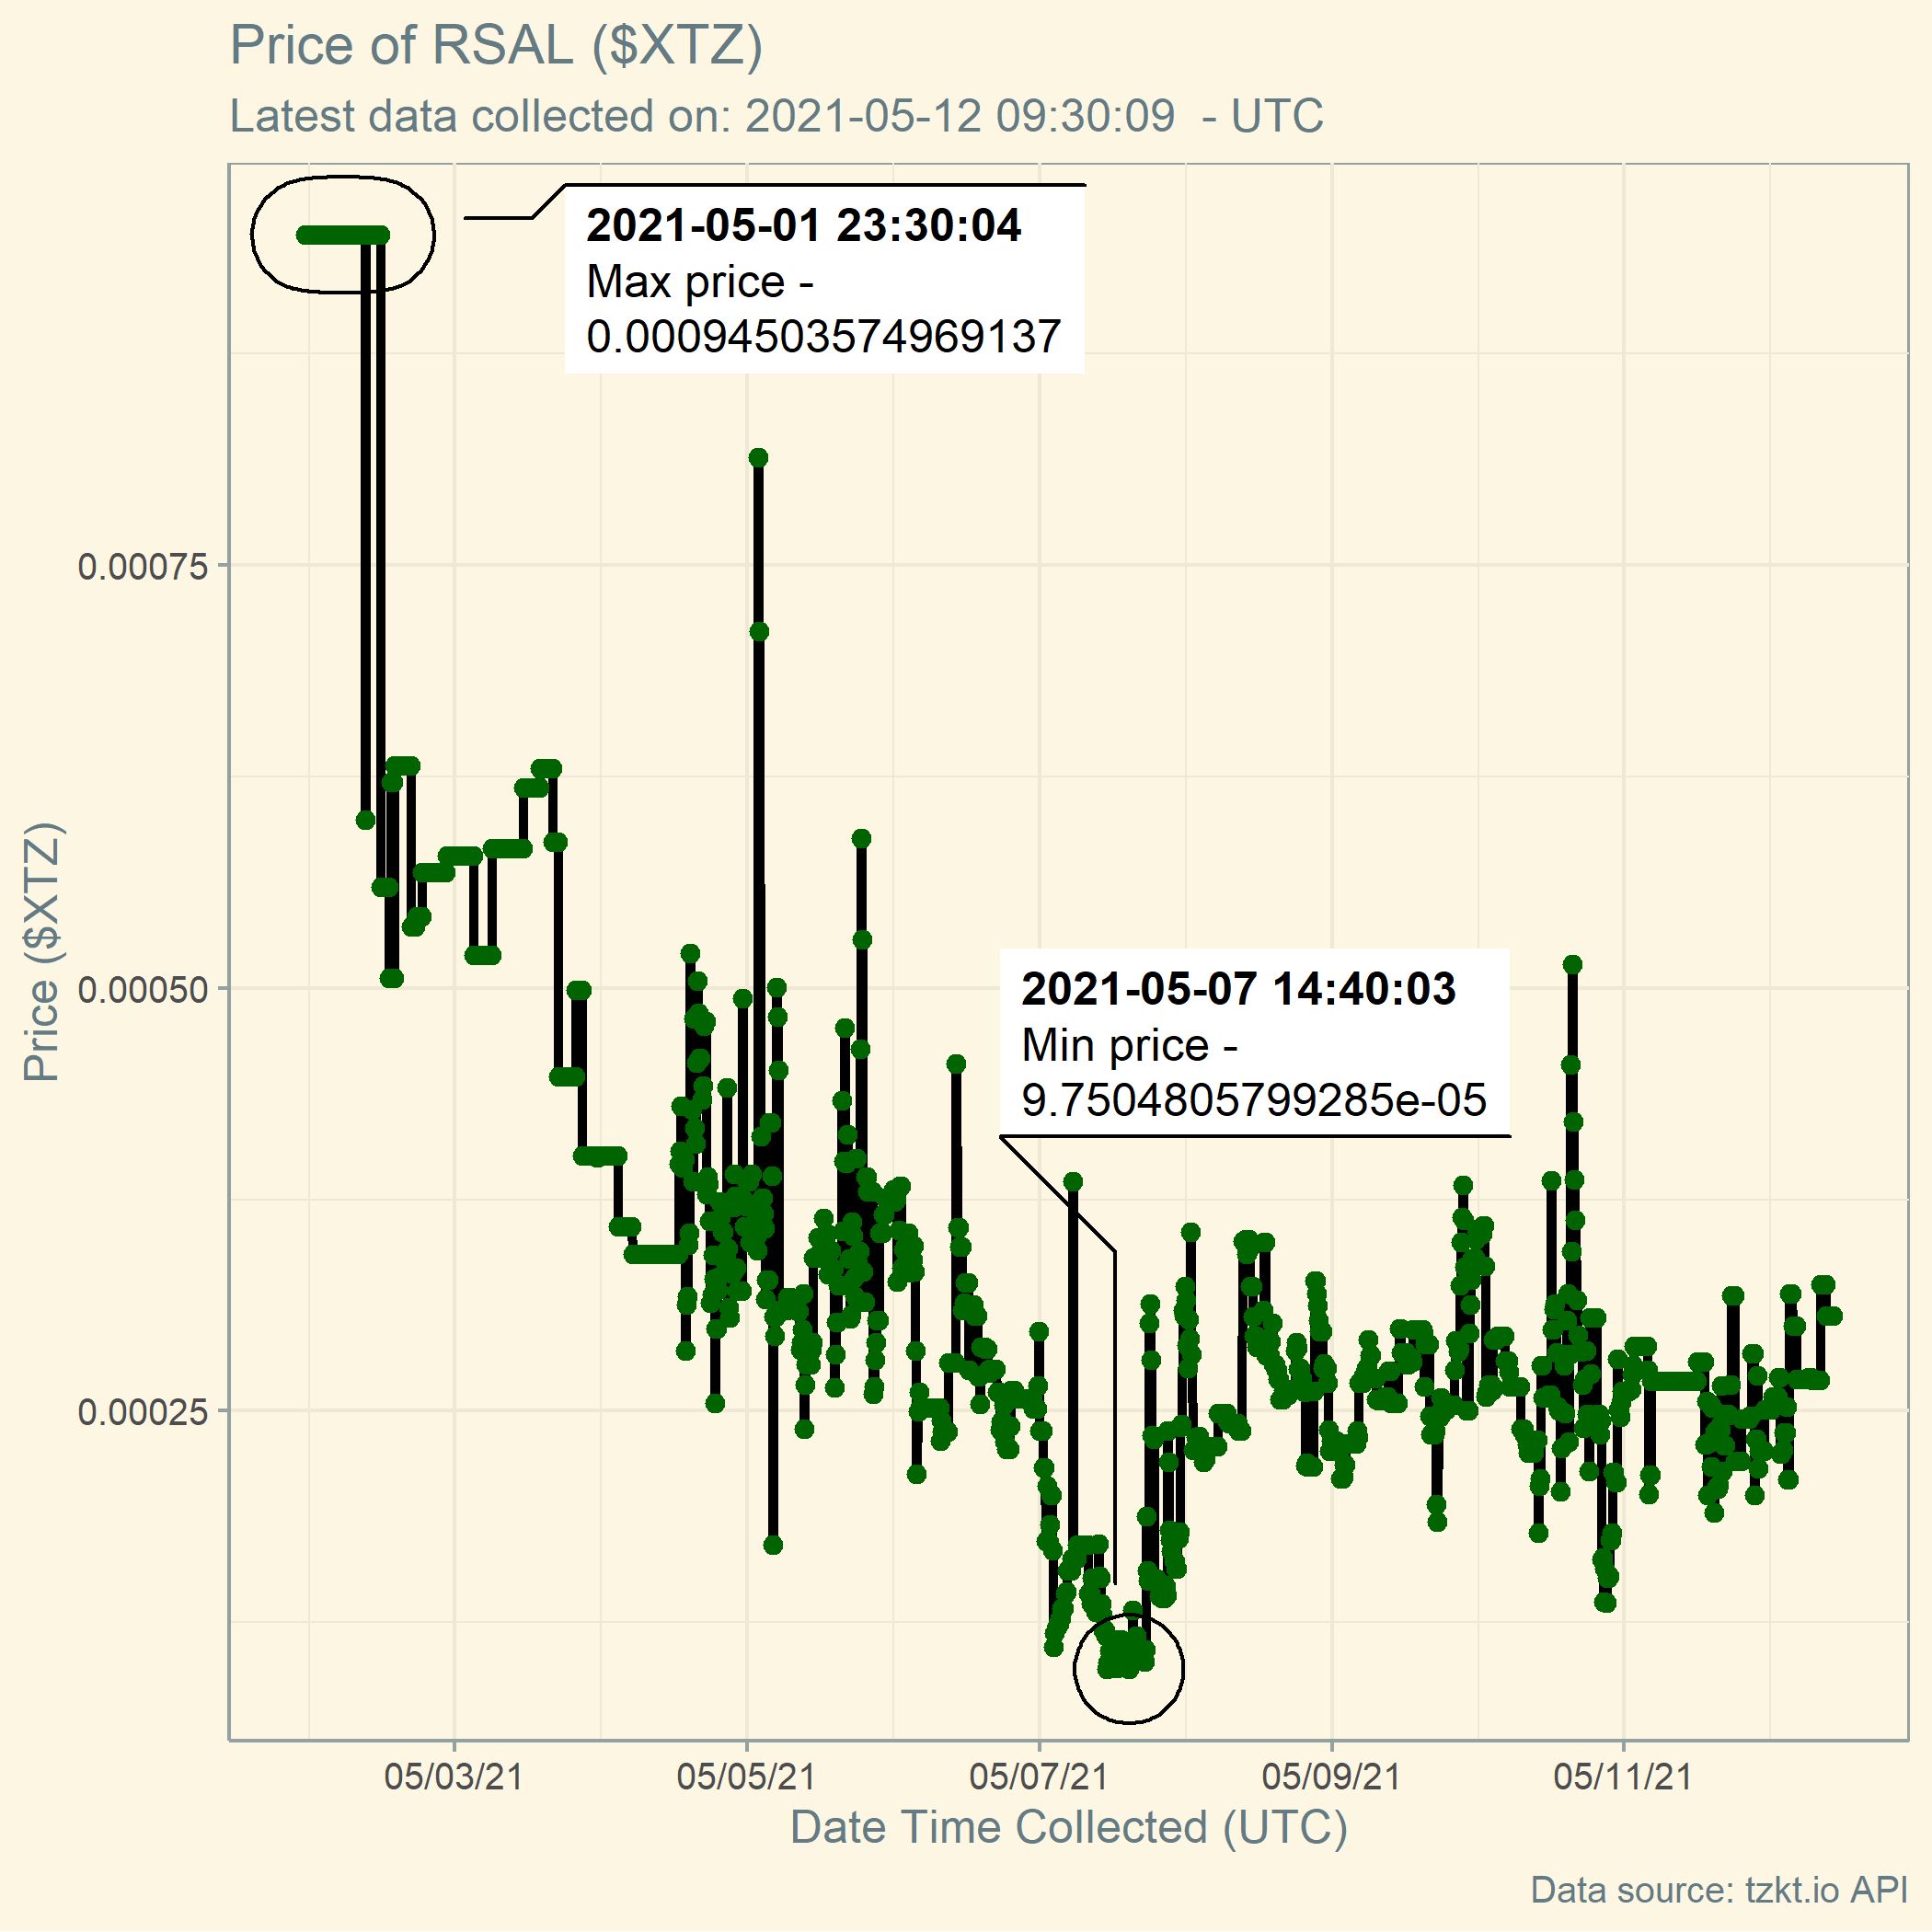 Price of RSAL ($XTZ)
Latest data collected on: 2021-05-12 09:30:09  - UTC
2021-05-01 23:30:04
Max price -
0.000945035749691​37
0.00075
Price ($XTZ)
0.00050
2021-05-07 14:40:03
Min price -
9.7504805799285e-05
0.00025
05/03/21
05/05/21
05/07/21
05/09/21
05/11/21
Date Time Collected (UTC)
Data source: tzkt.io API